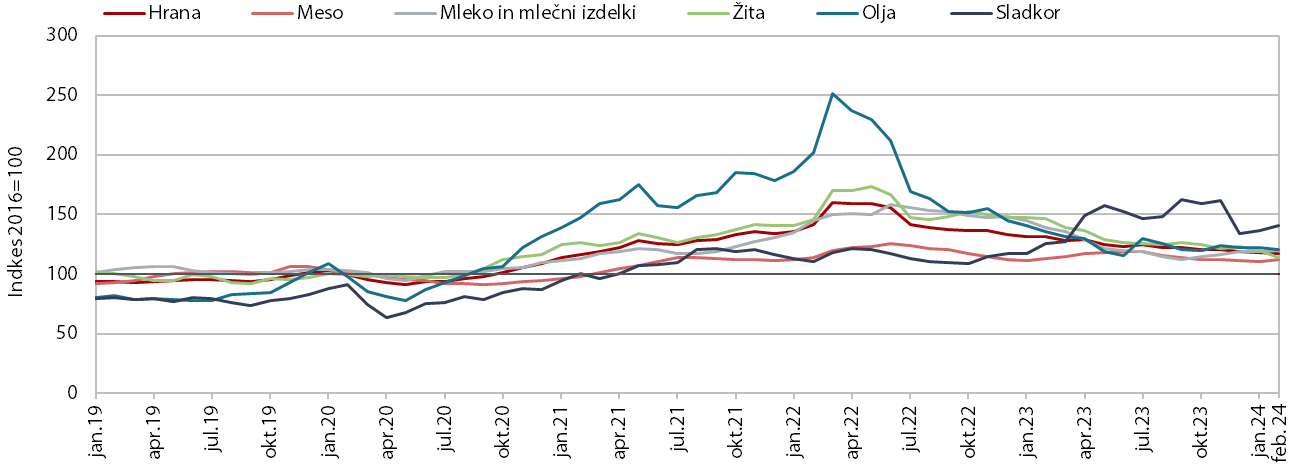 Hrana Meso Mleko in mlečni izdelki Žita Olja Sladkor
Indkes2016=100
300
250
200
150
100
50
0
jan.19 apr.19 jul.19 okt.19 jan.20 apr.20 jul.20 okt.20 jan.21 apr.21 jul.21 okt.21 jan.22 apr.22 jul.22 okt.22 jan.23 apr.23 jul.23 okt.23 jan.24 feb. 24